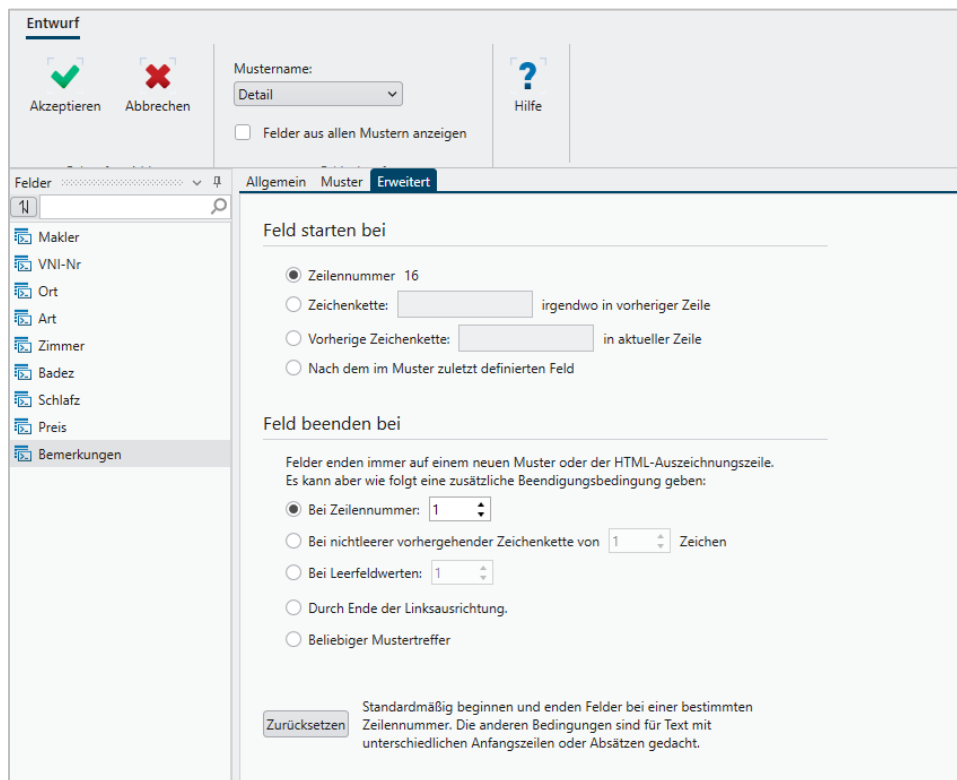 Entwurf
Mustername:
Detail
Akzeptieren
Abbrechen
Felder aus allen Mustern anzeigen
Hilfe
Felder
Makler
VNI-Nr
Ort
Art
Zimmer
Badez
Schlafz
Preis
Bemerkungen
Allgemein Muster Erweitert
Feld starten bei
Zeilennummer 16
Zeichenkette: irgendwo in vorheriger Zeile
Vorherige Zeichenkette: in aktueller Zeile
Nach dem im Muster zuletzt definierten Feld
Feld beenden bei
Felder enden immer auf einem neuen Muster oder der HTML-Auszeichnungszeile.
Es kann aber wie folgt eine zusätzliche Beendigungsbedingung geben:
Bei Zeilennummer: 1
Bei nichtleerer vorhergehender Zeichenkette von 1 Zeichen
Bei Leerfeldwerten: 1
Durch Ende der Linksausrichtung.
Beliebiger Mustertreffer
Zurücksetzen
Standardmäßig beginnen und enden Felder bei einer bestimmten
Zeilennummer. Die anderen Bedingungen sind für Text mit
unterschiedlichen Anfangszeilen oder Absätzen gedacht.